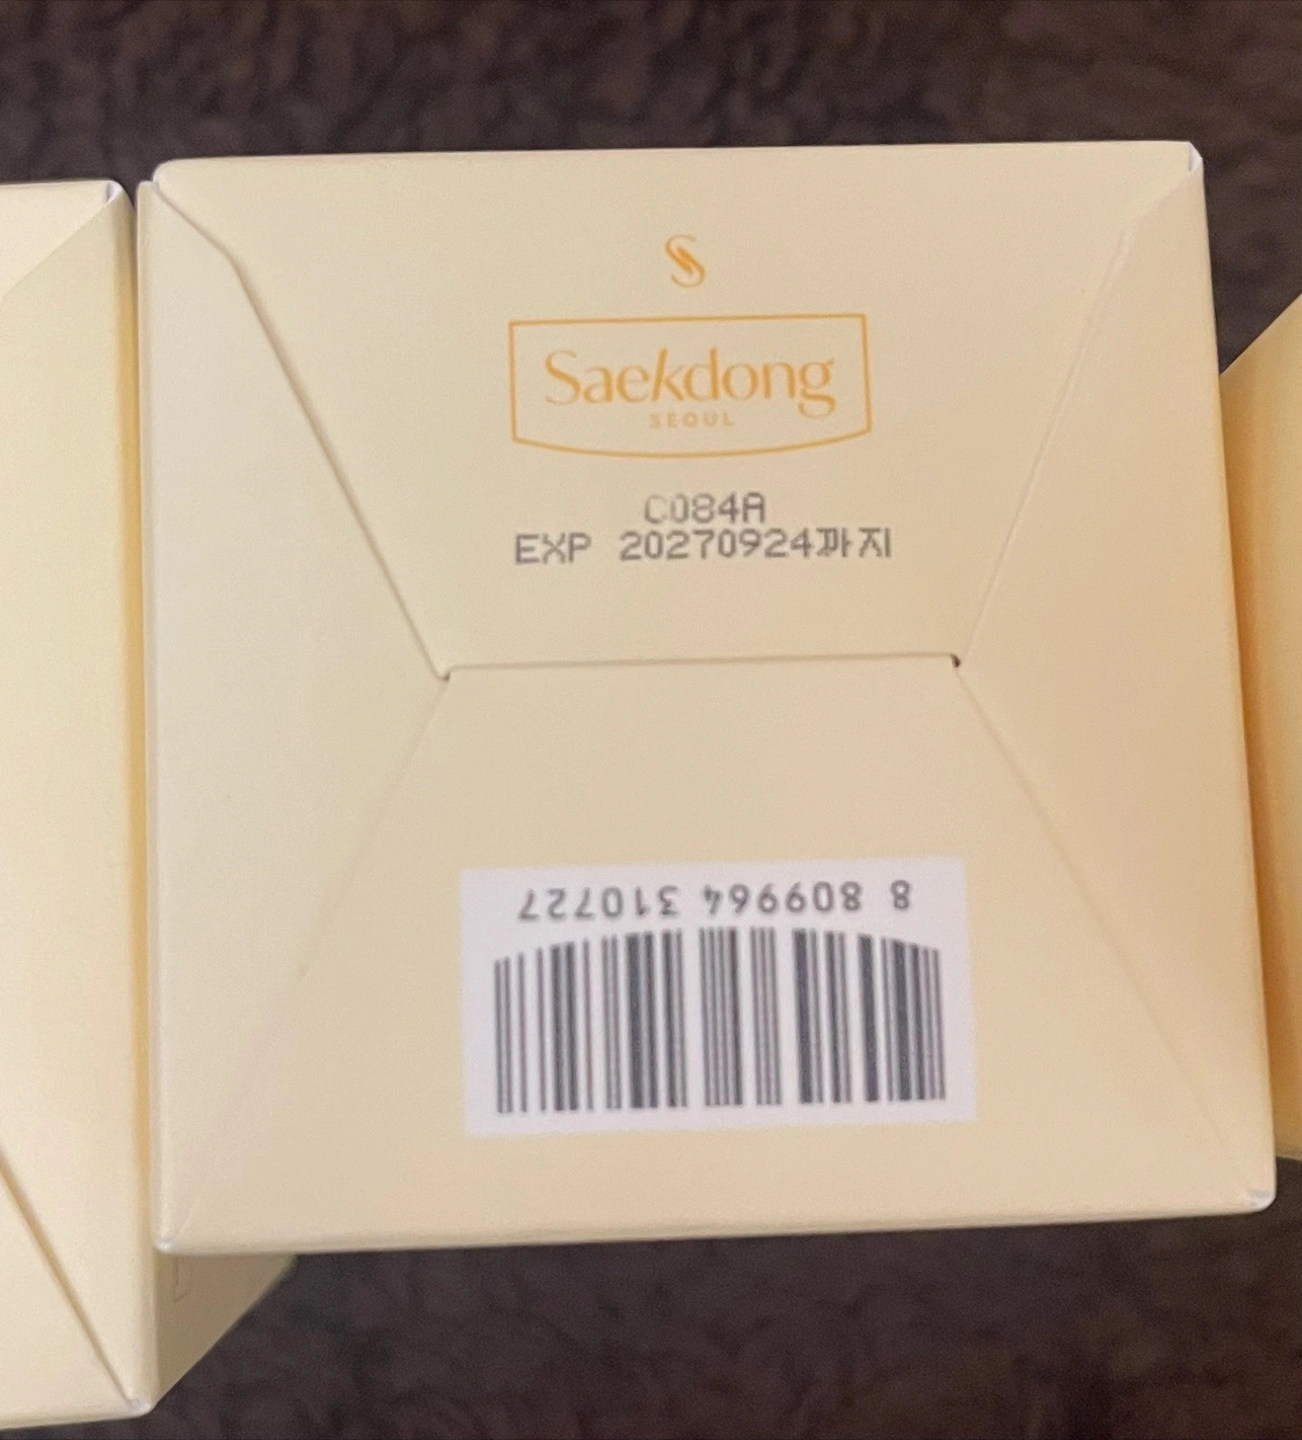 S
Saekdong
SEOUL
C084A
EXP 20270924까지
8 809964 310727